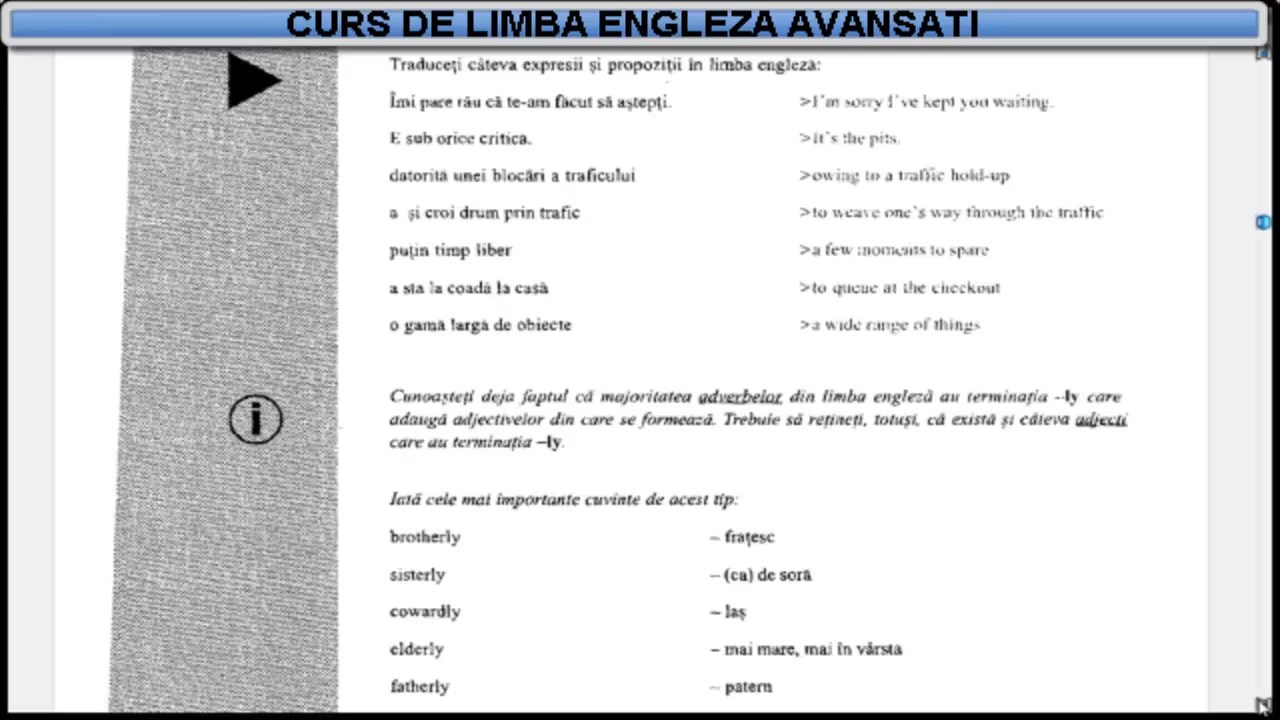 CURS DE LIMBA ENGLEZA AVANSATI
Traduceți câteva expresii și propoziții în limba engleză:
Îmi pare rău că te-am făcut să aștepți. >I'm sorry I've kept you waiting.
E sub orice critica. >It's the pits.
datorită unei blocări a traficului >owing to a traffic hold-up
a și croi drum prin trafic >to weave one's way through the traffic
puțin timp liber >a few moments to spare
a sta la coadă la casă >to queue at the checkout
o gamă largă de obiecte >a wide range of things
Cunoașteți deja faptul că majoritatea adverbelor din limba engleză au terminația --ly care
adaugă adjectivelor din care se formează. Trebuie să rețineți, totuși, că există și câteva adjecti
care au terminația –ly.
Iată cele mai importante cuvinte de acest tip:
brotherly – frațesc
sisterly – (ca) de soră
cowardly – laș
elderly – mai mare, mai în vârstă
fatherly – patern